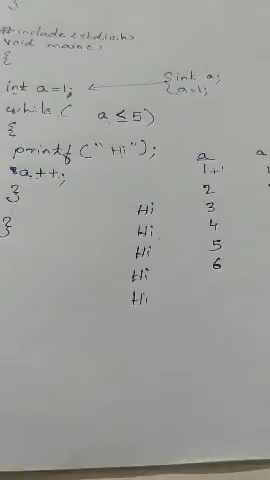 #include <stdio.h>
void main()
{
int a=1;
{int a;
{a=1;
while ( a ≤ 5)
{
printf ("Hi");
a++;
}
}
a
1+
2
3
4
5
6
a
Hi
Hi
Hi
Hi
Hi